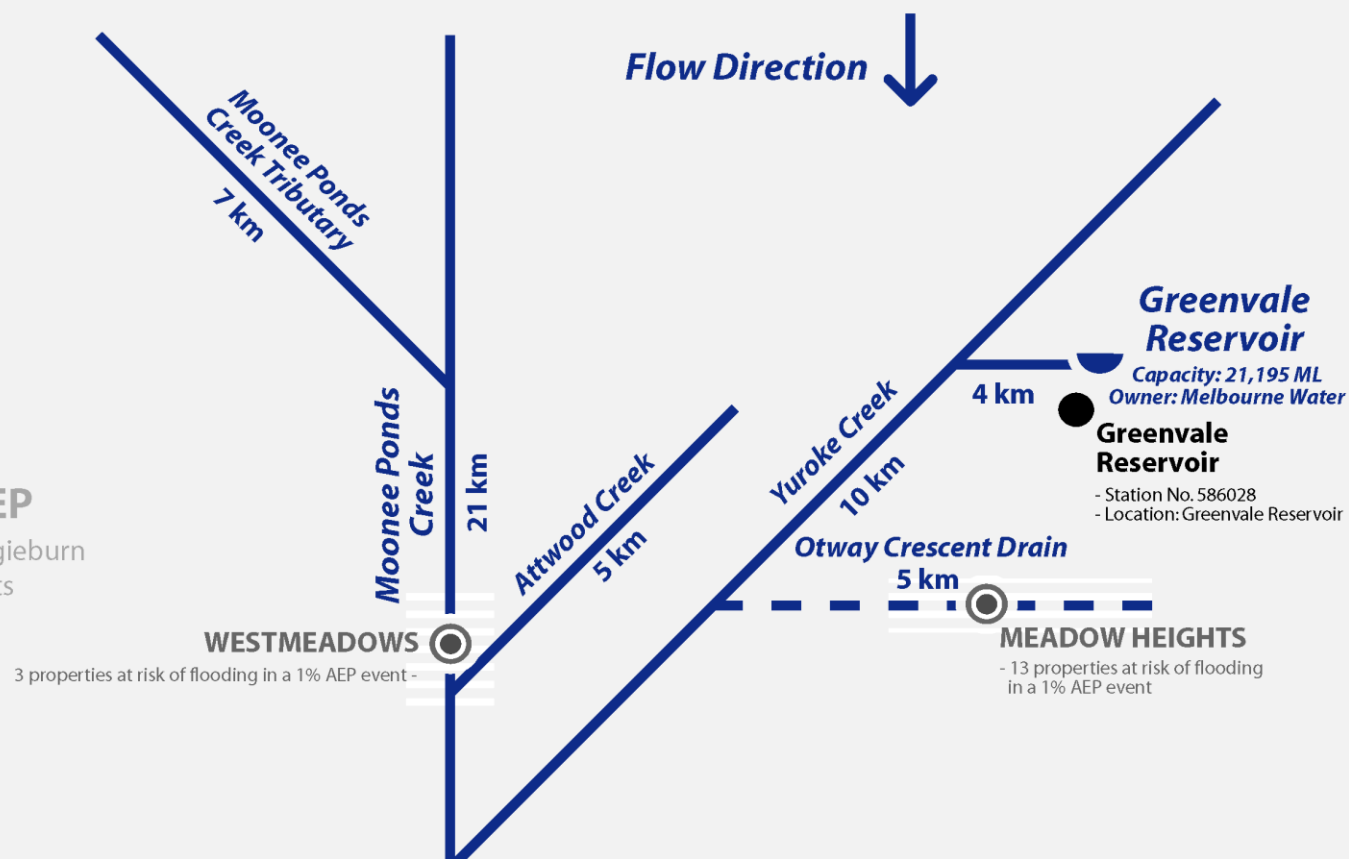 Flow Direction
Moonee Ponds
Creek Tributary
7 km
Moonee Ponds
Creek
21 km
Attwood Creek
5 km
Yuroke Creek
10 km
Greenvale
Reservoir
Capacity: 21,195 ML
Owner: Melbourne Water
4 km
Greenvale
Reservoir
- Station No. 586028
- Location: Greenvale Reservoir
Otway Crescent Drain
5 km
EP
gieburn
ts
WESTMEADOWS
3 properties at risk of flooding in a 1% AEP event -
MEADOW HEIGHTS
- 13 properties at risk of flooding
in a 1% AEP event